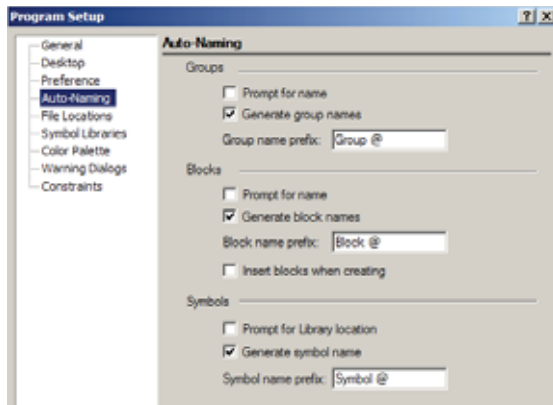 Program Setup
General
Desktop
Preference
Auto-Naming
File Locations
Symbol Libraries
Color Palette
Warning Dialogs
Constraints
Auto-Naming
Groups
Prompt for name
Generate group names
Group name prefix: Group @
Blocks
Prompt for name
Generate block names
Block name prefix: Block @
Insert blocks when creating
Symbols
Prompt for Library location
Generate symbol name
Symbol name prefix: Symbol @